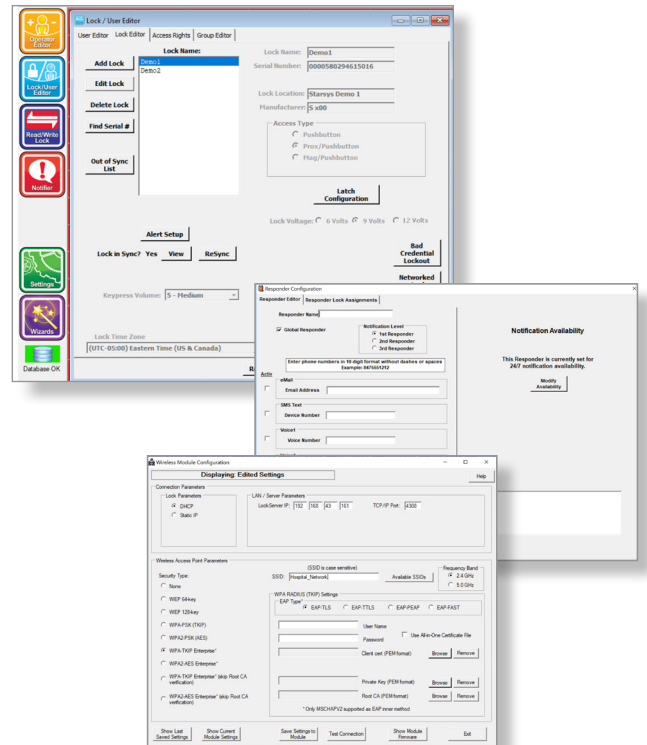 Operator
Editor
Lock/User
Editor
Read/Write
Lock
Notifier
Settings
Wizards
Database OK
Lock / User Editor
User Editor Lock Editor Access Rights Group Editor
Lock Name:
Add Lock
Edit Lock
Delete Lock
Find Serial #
Out of Sync
List
Demo1
Demo2
Lock Name: Demo1
Serial Number: 0000580294615016
Lock Location: Starsys Demo 1
Manufacturer: S x00
Access Type
Pushbutton
Prox/Pushbutton
Mag/Pushbutton
Latch
Configuration
Lock Voltage: 6 Volts 9 Volts 12 Volts
Alert Setup
Lock in Sync? Yes View ReSync
Bad
Credential
Lockout
Networked
Keypress Volume: 5 - Medium
Lock Time Zone
(UTC-05:00) Eastern Time (US & Canada)
Responder Configuration
Responder Editor Responder Lock Assignments
Responder Name
Global Responder
Notification Level
1st Responder
2nd Responder
3rd Responder
Enter phone numbers in 10 digit format without dashes or spaces
Example: 8475551212
Activ
eMail
Email Address
SMS Text
Device Number
Voice1
Voice Number
Notification Availability
This Responder is currently set for
24/7 notification availability.
Modify
Availability
Wireless Module Configuration
Displaying: Edited Settings
Help
Connection Parameters
Lock Parameters
DHCP
Static IP
LAN / Server Parameters
LockServer IP: 192 168 43 161 TCP/IP Port: 4308
Wireless Access Point Parameters
(SSID is case sensitive)
SSID: Hospital_Network Available SSIDs
Frequency Band
2.4 GHz
5.0 GHz
Security Type:
None
WEP 64-key
WEP 128-key
WPA-PSK (TKIP)
WPA2-PSK (AES)
WPA-TKIP Enterprise*
WPA2-AES Enterprise*
WPA-TKIP Enterprise* (skip Root CA
verification)
WPA2-AES Enterprise* (skip Root CA
verification)
WPA RADIUS (TKIP) Settings
EAP Type*
EAP-TLS EAP-TTLS EAP-PEAP EAP-FAST
User Name
Password Use All-in-One Certificate File
Client cert (PEM format) Browse Remove
Private Key (PEM format) Browse Remove
Root CA (PEM format) Browse Remove
* Only MSCHAPV2 supported as EAP inner method
Show Last
Saved Settings
Show Current
Module Settings
Save Settings to
Module
Test Connection
Show Module
Firmware
Exit